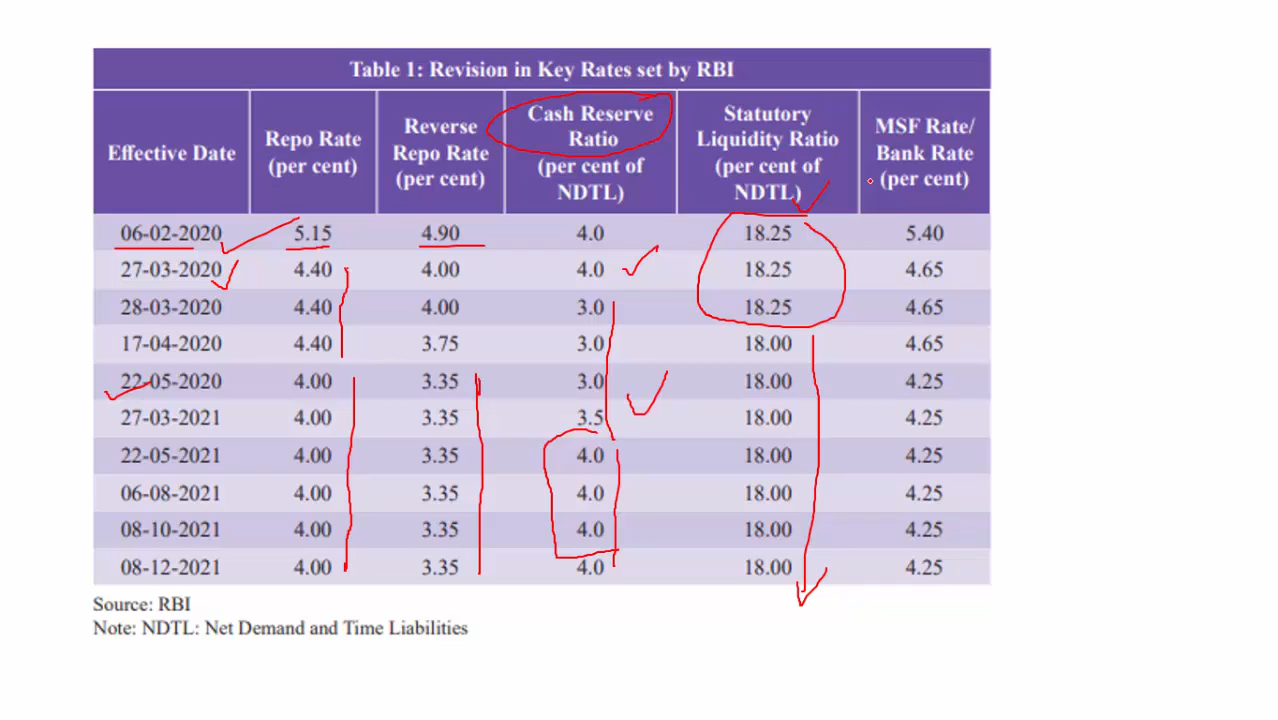 Table 1: Revision in Key Rates set by RBI
Effective Date | Repo Rate (per cent) | Reverse Repo Rate (per cent) | Cash Reserve Ratio (per cent of NDTL) | Statutory Liquidity Ratio (per cent of NDTL) | MSF Rate/ Bank Rate (per cent)
06-02-2020 5.15 4.90 4.0 18.25 5.40
27-03-2020 4.40 4.00 4.0 18.25 4.65
28-03-2020 4.40 4.00 3.0 18.25 4.65
17-04-2020 4.40 3.75 3.0 18.00 4.65
22-05-2020 4.00 3.35 3.0 18.00 4.25
27-03-2021 4.00 3.35 3.5 18.00 4.25
22-05-2021 4.00 3.35 4.0 18.00 4.25
06-08-2021 4.00 3.35 4.0 18.00 4.25
08-10-2021 4.00 3.35 4.0 18.00 4.25
08-12-2021 4.00 3.35 4.0 18.00 4.25
Source: RBI
Note: NDTL: Net Demand and Time Liabilities